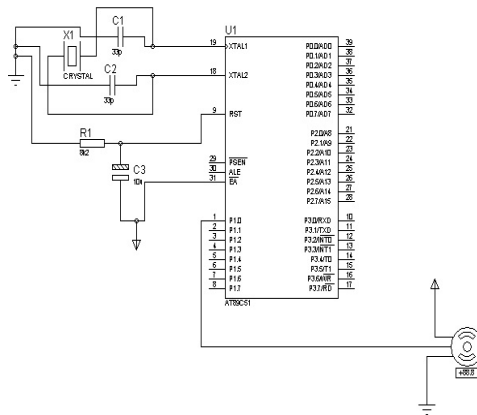 X1
CRYSTAL
C1
33p
C2
33p
R1
8k2
C3
10u
U1
19 XTAL1
18 XTAL2
9 RST
29 PSEN
30 ALE
31 EA
1 P1.0
2 P1.1
3 P1.2
4 P1.3
5 P1.4
6 P1.5
7 P1.6
8 P1.7
P0.0/AD0 39
P0.1/AD1 38
P0.2/AD2 37
P0.3/AD3 36
P0.4/AD4 35
P0.5/AD5 34
P0.6/AD6 33
P0.7/AD7 32
P2.0/A8 21
P2.1/A9 22
P2.2/A10 23
P2.3/A11 24
P2.4/A12 25
P2.5/A13 26
P2.6/A14 27
P2.7/A15 28
P3.0/RXD 10
P3.1/TXD 11
P3.2/INT0 12
P3.3/INT1 13
P3.4/T0 14
P3.5/T1 15
P3.6/WR 16
P3.7/RD 17
AT89C51
+88.8